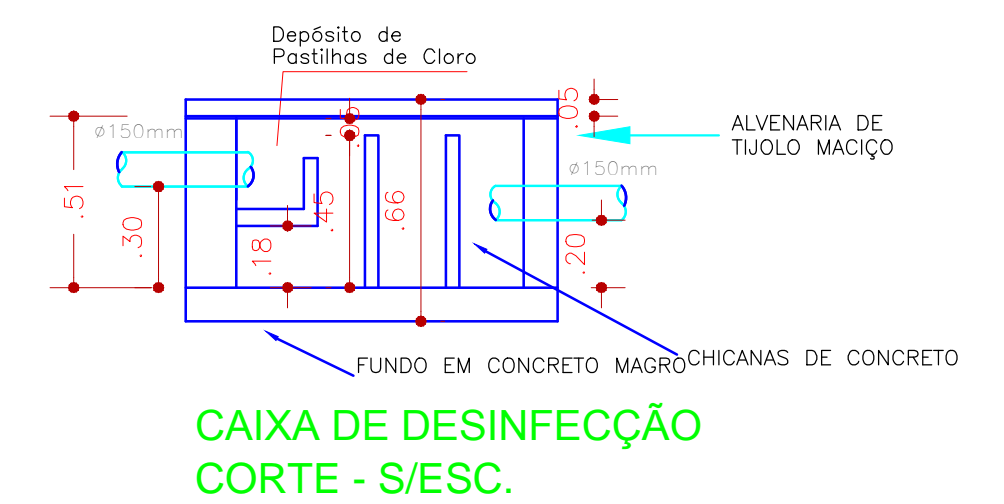 Depósito de
Pastilhas de Cloro
.05
.05
ALVENARIA DE
TIJOLO MACIÇO
ø150mm
ø150mm
.51
.30
.18
.45
.66
.20
FUNDO EM CONCRETO MAGRO
CHICANAS DE CONCRETO
CAIXA DE DESINFECÇÃO
CORTE - S/ESC.